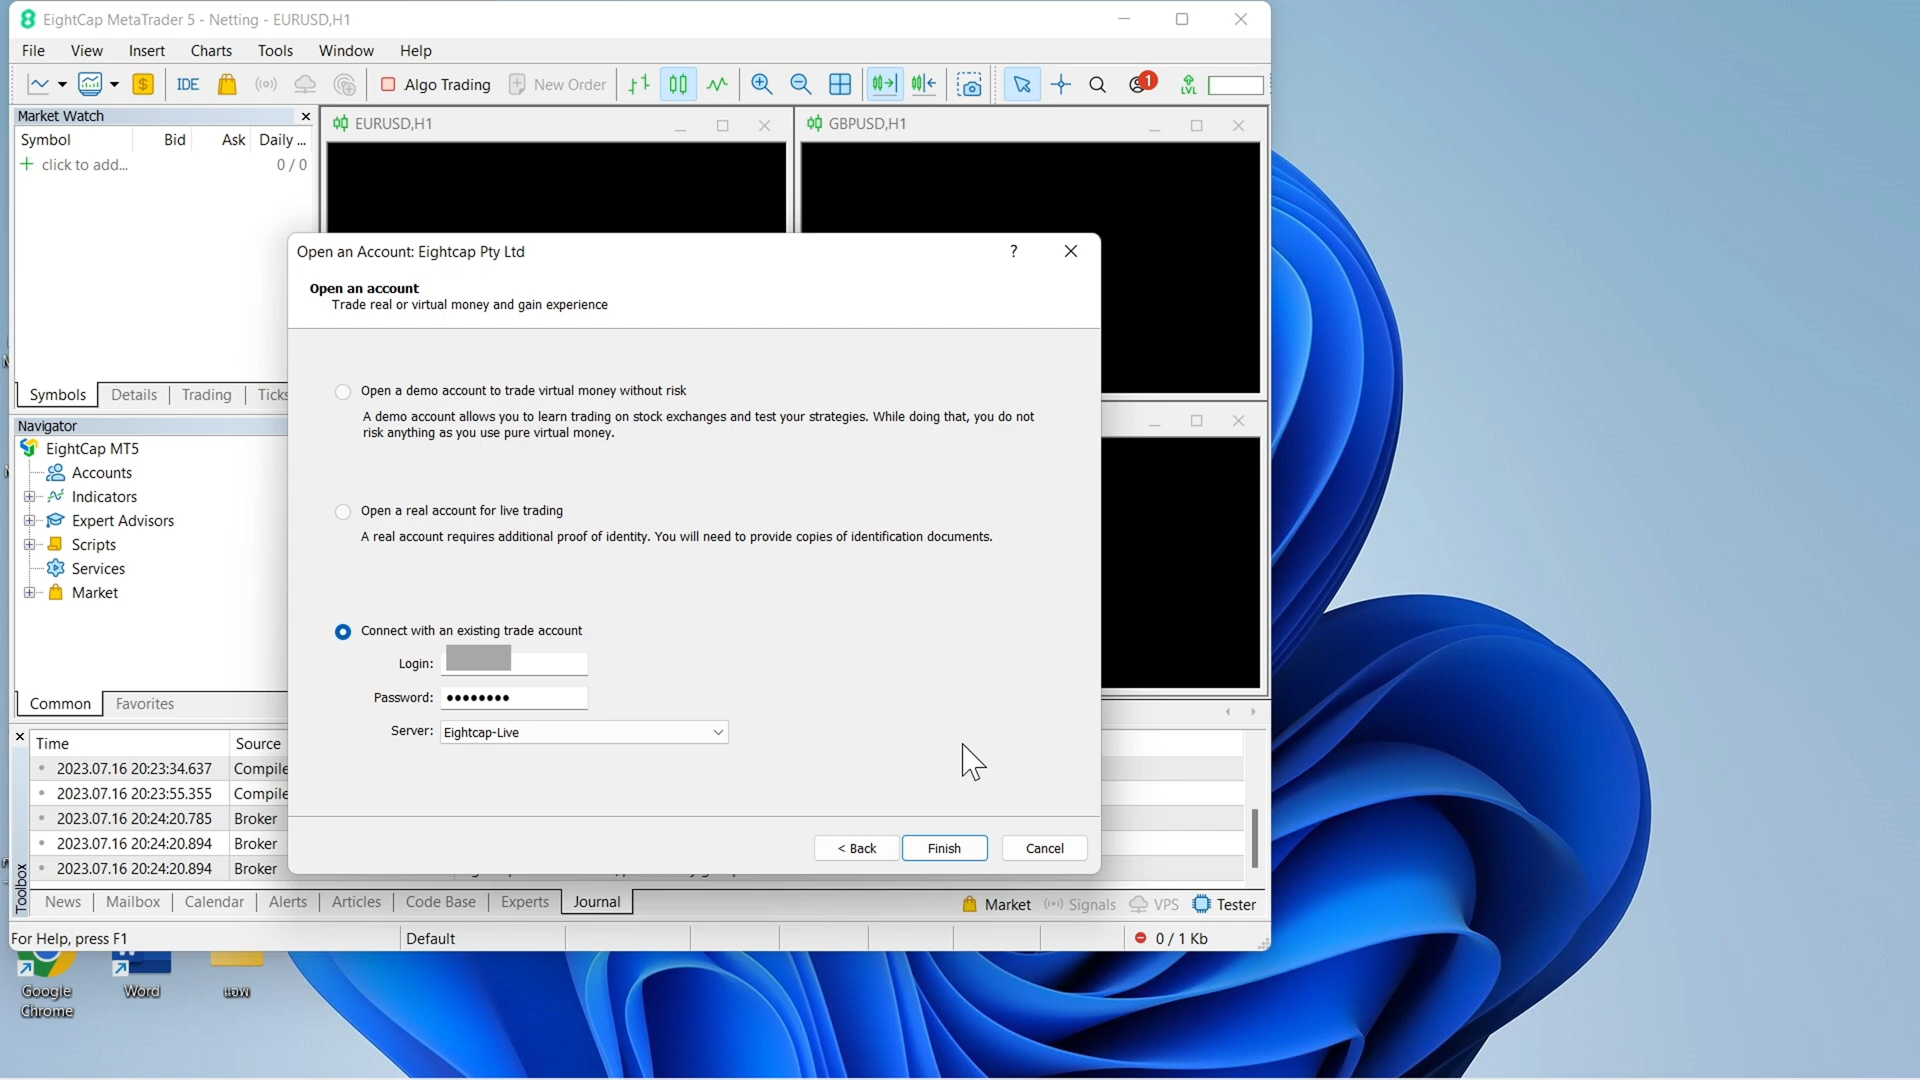 EightCap MetaTrader 5 - Netting - EURUSD,H1
File View Insert Charts Tools Window Help
IDE Algo Trading New Order 1 LVL
Market Watch
Symbol Bid Ask Daily ...
click to add... 0 / 0
Symbols Details Trading Ticks
EURUSD,H1
GBPUSD,H1
Navigator
EightCap MT5
Accounts
Indicators
Expert Advisors
Scripts
Services
Market
Common Favorites
Open an Account: Eightcap Pty Ltd
Open an account
Trade real or virtual money and gain experience
Open a demo account to trade virtual money without risk
A demo account allows you to learn trading on stock exchanges and test your strategies. While doing that, you do not
risk anything as you use pure virtual money.
Open a real account for live trading
A real account requires additional proof of identity. You will need to provide copies of identification documents.
Connect with an existing trade account
Login:
Password: ●●●●●●●●
Server: Eightcap-Live
< Back Finish Cancel
Time Source
2023.07.16 20:23:34.637 Compile
2023.07.16 20:23:55.355 Compile
2023.07.16 20:24:20.785 Broker
2023.07.16 20:24:20.894 Broker
2023.07.16 20:24:20.894 Broker
Toolbox
News Mailbox Calendar Alerts Articles Code Base Experts Journal
Market Signals VPS Tester
For Help, press F1 Default 0 / 1 Kb
Google
Chrome
Word
แอพ